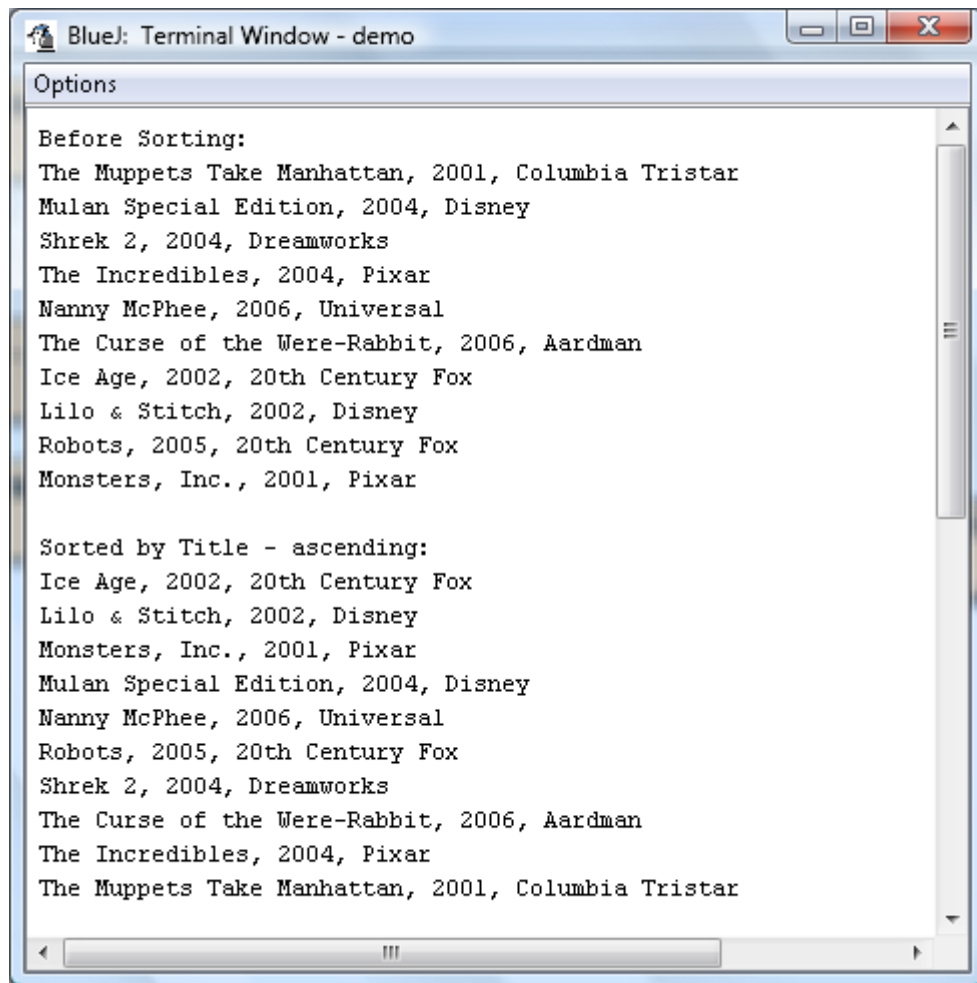 BlueJ: Terminal Window - demo
Options
Before Sorting:
The Muppets Take Manhattan, 2001, Columbia Tristar
Mulan Special Edition, 2004, Disney
Shrek 2, 2004, Dreamworks
The Incredibles, 2004, Pixar
Nanny McPhee, 2006, Universal
The Curse of the Were-Rabbit, 2006, Aardman
Ice Age, 2002, 20th Century Fox
Lilo & Stitch, 2002, Disney
Robots, 2005, 20th Century Fox
Monsters, Inc., 2001, Pixar
Sorted by Title - ascending:
Ice Age, 2002, 20th Century Fox
Lilo & Stitch, 2002, Disney
Monsters, Inc., 2001, Pixar
Mulan Special Edition, 2004, Disney
Nanny McPhee, 2006, Universal
Robots, 2005, 20th Century Fox
Shrek 2, 2004, Dreamworks
The Curse of the Were-Rabbit, 2006, Aardman
The Incredibles, 2004, Pixar
The Muppets Take Manhattan, 2001, Columbia Tristar